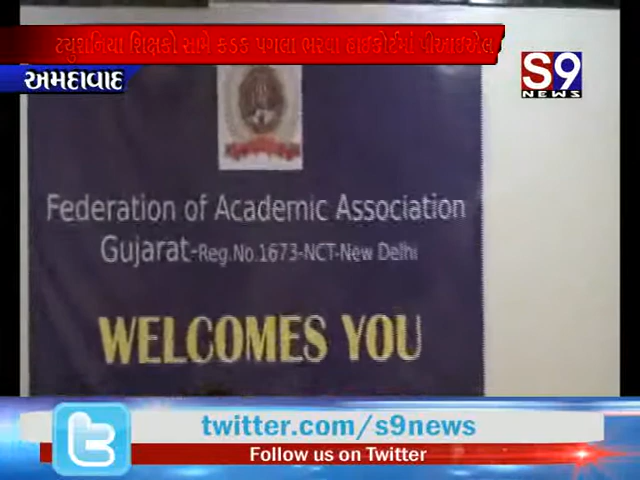 ટ્યુશનિયા શિક્ષકો સામે કડક પગલા ભરવા હાઈકોર્ટમાં પીઆઇએલ
અમદાવાદ
S9
NEWS
Federation of Academic Association
Gujarat-Reg.No.1673-NCT-New Delhi
WELCOMES YOU
twitter.com/s9news
Follow us on Twitter